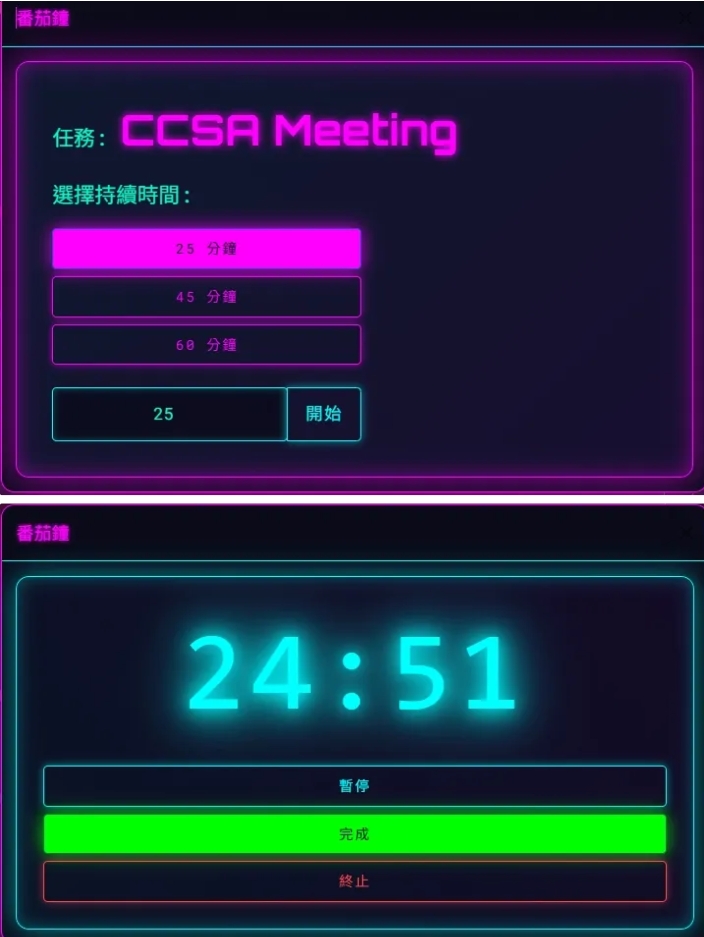 番茄鐘
任務: CCSA Meeting
選擇持續時間:
25 分鐘
45 分鐘
60 分鐘
25 開始
番茄鐘
24:51
暫停
完成
終止